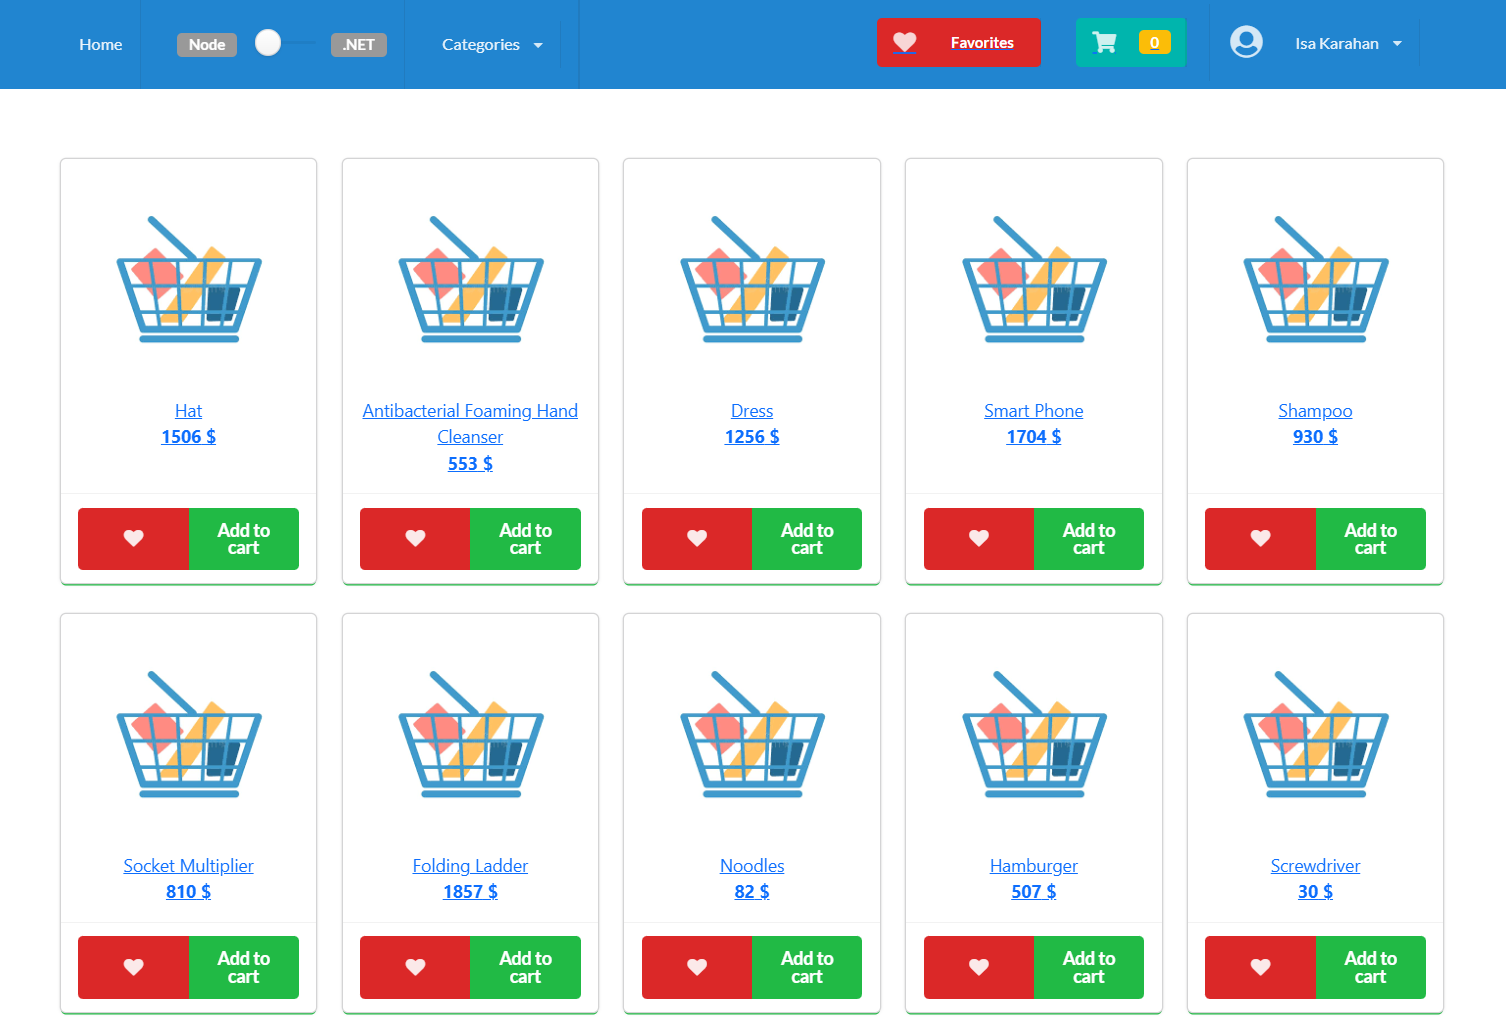 Home
Node
.NET
Categories
Favorites
0
Isa Karahan
Hat
1506 $
Add to
cart
Antibacterial Foaming Hand
Cleanser
553 $
Add to
cart
Dress
1256 $
Add to
cart
Smart Phone
1704 $
Add to
cart
Shampoo
930 $
Add to
cart
Socket Multiplier
810 $
Add to
cart
Folding Ladder
1857 $
Add to
cart
Noodles
82 $
Add to
cart
Hamburger
507 $
Add to
cart
Screwdriver
30 $
Add to
cart